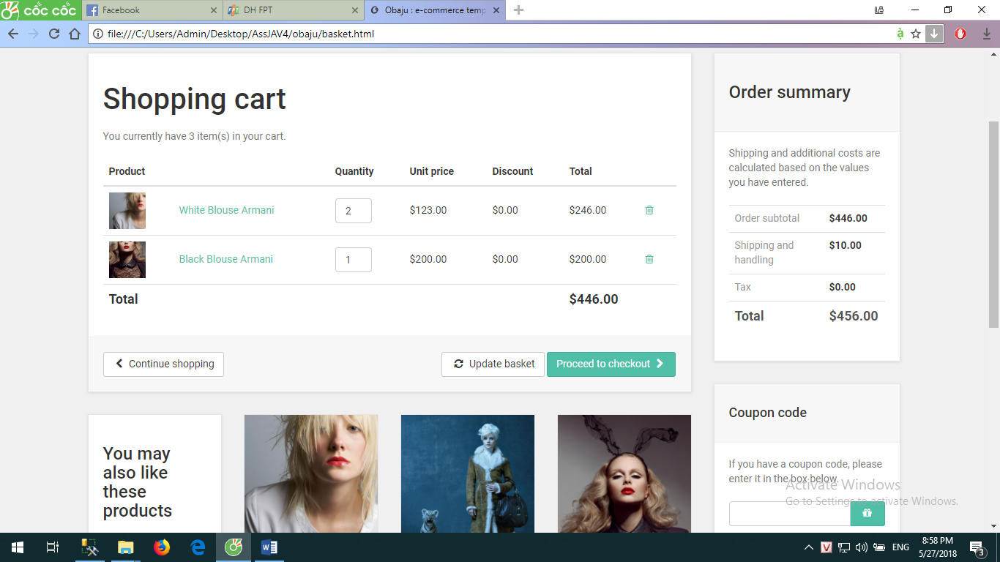 cốc cốc
Facebook
DH FPT
Obaju : e-commerce temp
file:///C:/Users/Admin/Desktop/AssJAV4/obaju/basket.html
Shopping cart
You currently have 3 item(s) in your cart.
Product Quantity Unit price Discount Total
White Blouse Armani 2 $123.00 $0.00 $246.00
Black Blouse Armani 1 $200.00 $0.00 $200.00
Total $446.00
Continue shopping Update basket Proceed to checkout
Order summary
Shipping and additional costs are
calculated based on the values
you have entered.
Order subtotal $446.00
Shipping and $10.00
handling
Tax $0.00
Total $456.00
You may
also like
these
products
Coupon code
If you have a coupon code, please
enter it in the box below.
Activate Windows
Go to Settings to activate Windows.
ENG
8:58 PM
5/27/2018
3